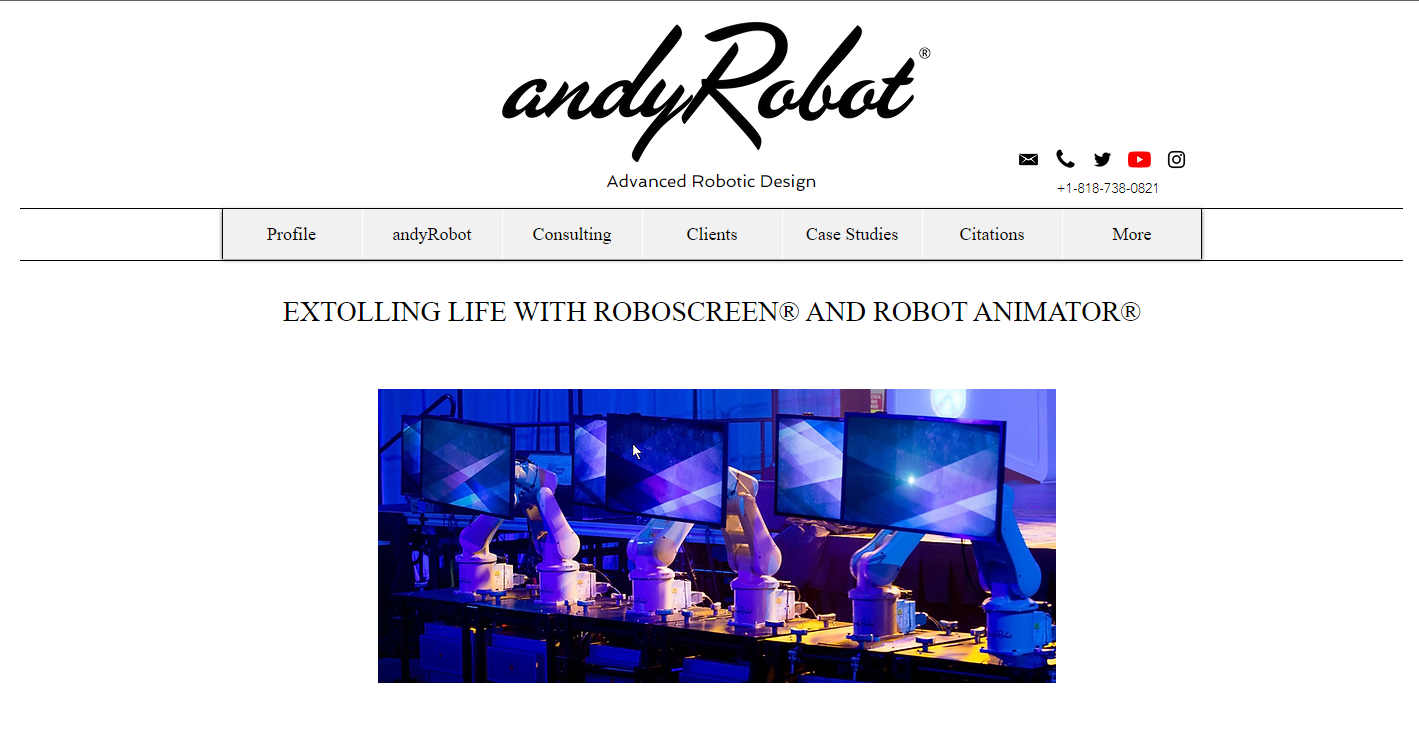 andyRobot®
Advanced Robotic Design
+1-818-738-0821
Profile
andyRobot
Consulting
Clients
Case Studies
Citations
More
EXTOLLING LIFE WITH ROBOSCREEN® AND ROBOT ANIMATOR®